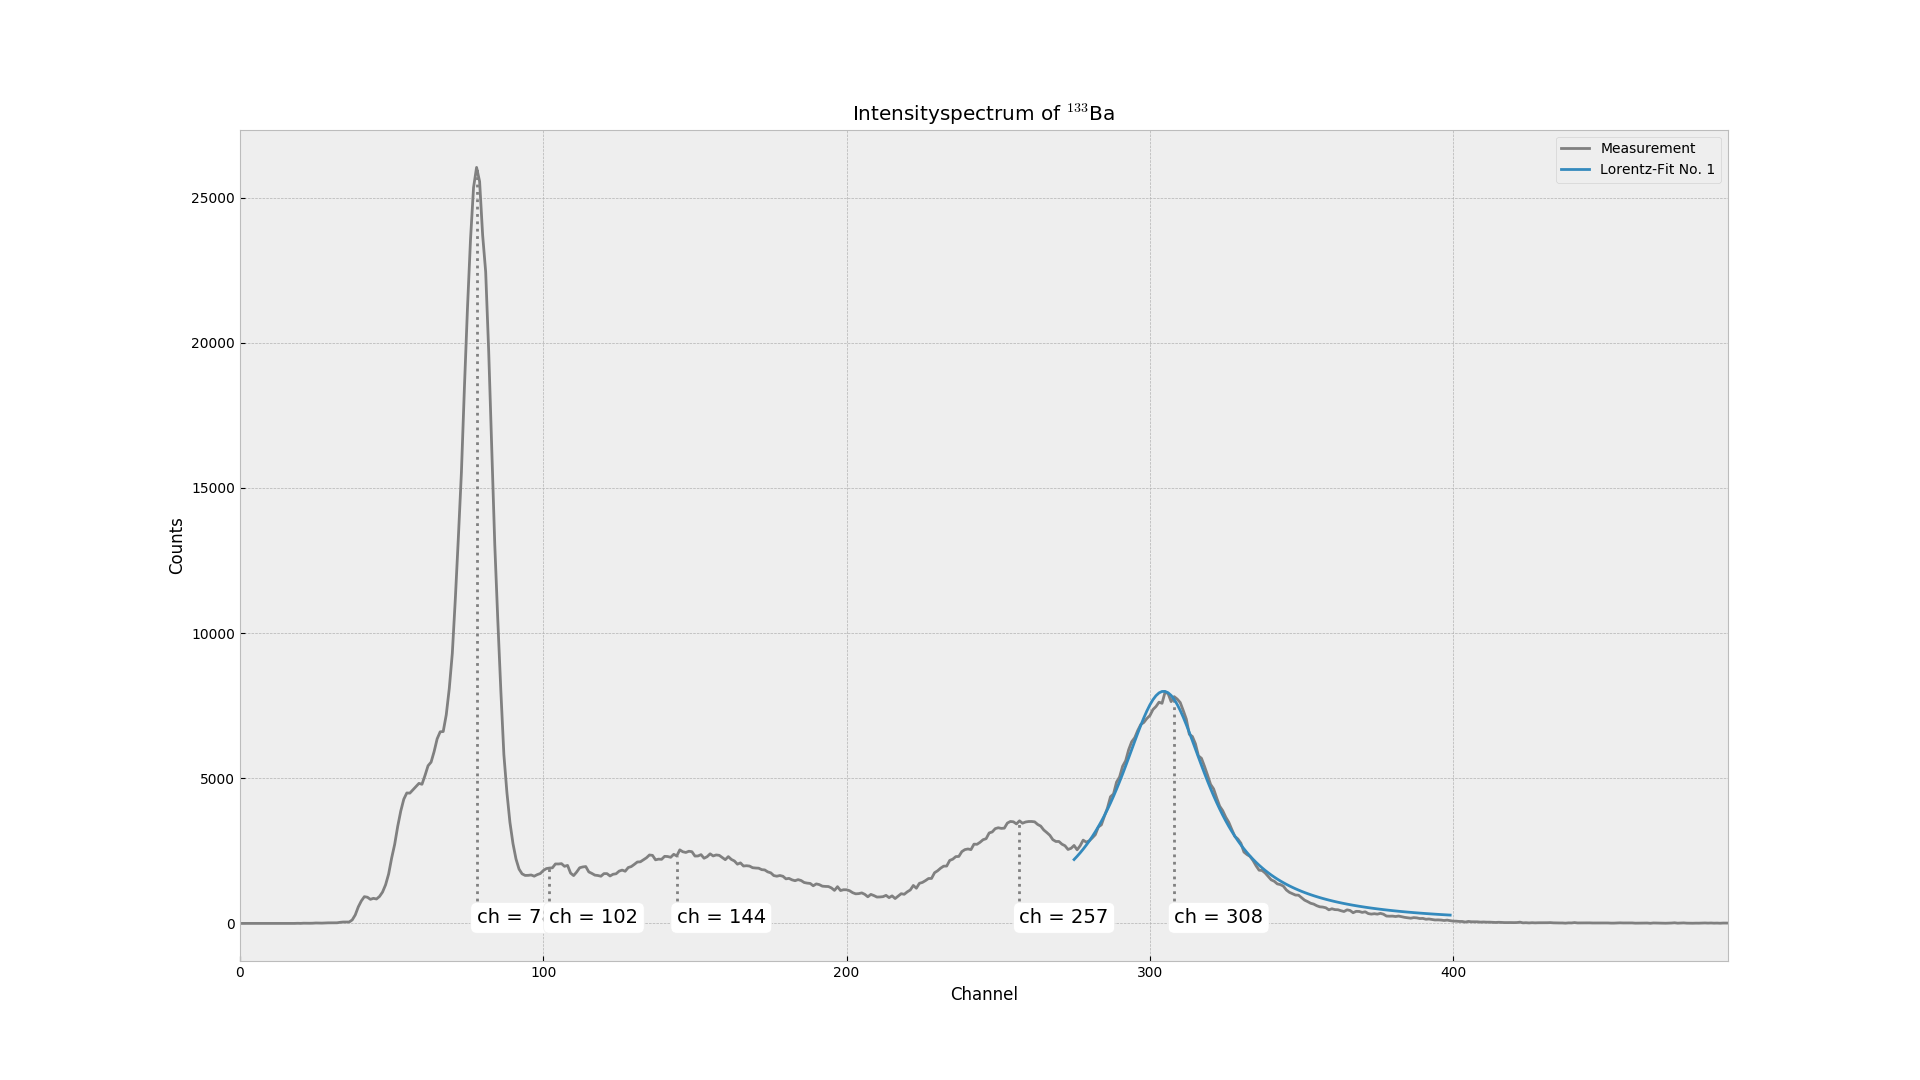 Intensityspectrum of ¹³³Ba
Measurement
Lorentz-Fit No. 1
25000
20000
15000
10000
5000
0
Counts
ch = 7
ch = 102
ch = 144
ch = 257
ch = 308
0
100
200
300
400
Channel